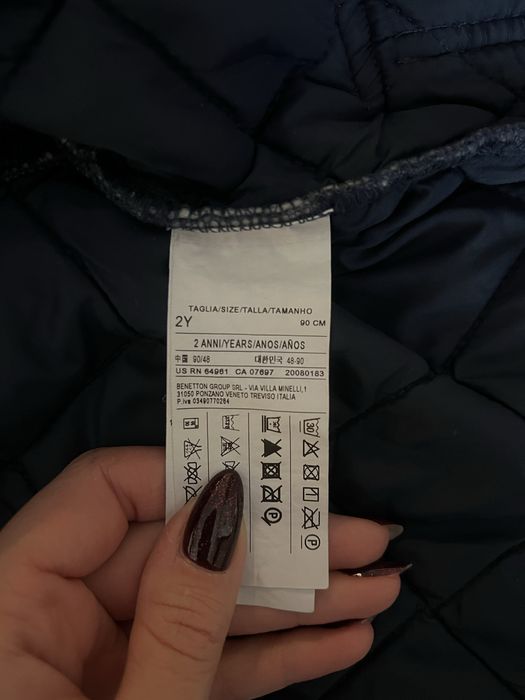 TAGLIA/SIZE/TALLA/TAMANHO
2Y 90 CM
2 ANNI/YEARS/ANOS/AÑOS
中国 90/48 대한민국 48-90
US RN 64961 CA 07697 20080183
BENETTON GROUP SRL - VIA VILLA MINELLI,1
31050 PONZANO VENETO TREVISO ITALIA
P.Iva 03490770264
30
P
P